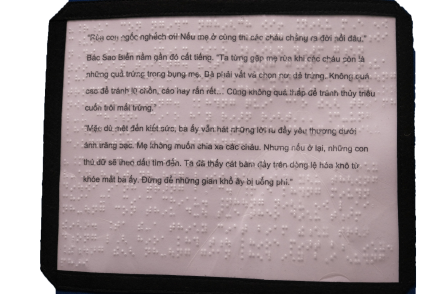 "Rùa con ngốc nghếch ơi! Nếu mẹ ở cùng thì các cháu chẳng ra đời nổi đâu."
Bác Sao biển nằm gần đó cất tiếng. "Ta từng gặp mẹ rùa khi các cháu còn là
những quả trứng trong bụng mẹ. Bà phải vất vả chọn nơi đẻ trứng. Không quá
cao để tránh lũ chồn, cáo hay rắn rết... Cũng không quá thấp để tránh thủy triều
cuốn trôi mất trứng."
"Mặc dù mệt đến kiệt sức, bà ấy vẫn hát những lời ru đầy yêu thương dưới
ánh trăng bạc. Mẹ không muốn chia xa các cháu. Nhưng nếu ở lại, những con
thú dữ sẽ theo dấu tìm đến. Ta đã thấy cát bám đầy trên dòng lệ hóa khô từ
khóe mắt bà ấy. Đừng để những gian khổ ấy bị uổng phí."